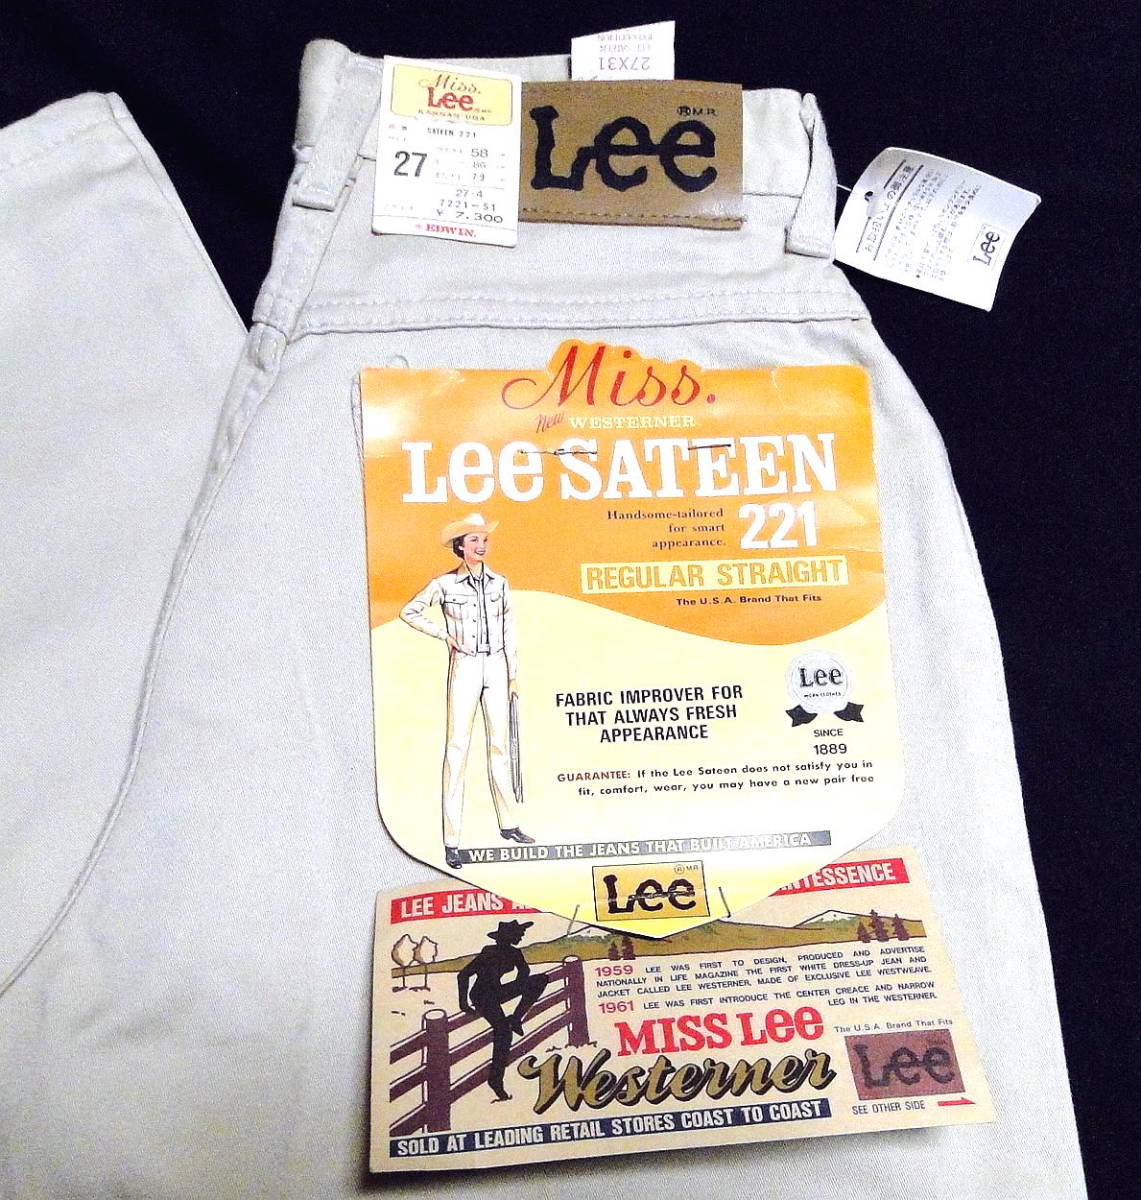 27X31
Miss.
Lee
KANSAS USA
SATEEN 221
27
58
86
79
27-4
7221-51
¥ 7.300
EDWIN.
Lee
® M.R.
Lee
Miss.
New WESTERNER
Lee SATEEN
Handsome-tailored
for smart
appearance.
221
REGULAR STRAIGHT
The U.S.A. Brand That Fits
Lee
SINCE
1889
FABRIC IMPROVER FOR
THAT ALWAYS FRESH
APPEARANCE
GUARANTEE: If the Lee Sateen does not satisfy you in
fit, comfort, wear, you may have a new pair free
WE BUILD THE JEANS THAT BUILT AMERICA
Lee
® M.R.
LEE JEANS
NTESSENCE
1959 LEE WAS FIRST TO DESIGN, PRODUCED AND ADVERTISE
NATIONALLY IN LIFE MAGAZINE THE FIRST WHITE DRESS-UP JEAN AND
JACKET CALLED LEE WESTERNER, MADE OF EXCLUSIVE LEE WESTWEAVE.
1961 LEE WAS FIRST INTRODUCE THE CENTER CREACE AND NARROW
LEG IN THE WESTERNER.
MISS Lee
The U.S.A. Brand That Fits
Westerner
Lee
SEE OTHER SIDE
SOLD AT LEADING RETAIL STORES COAST TO COAST